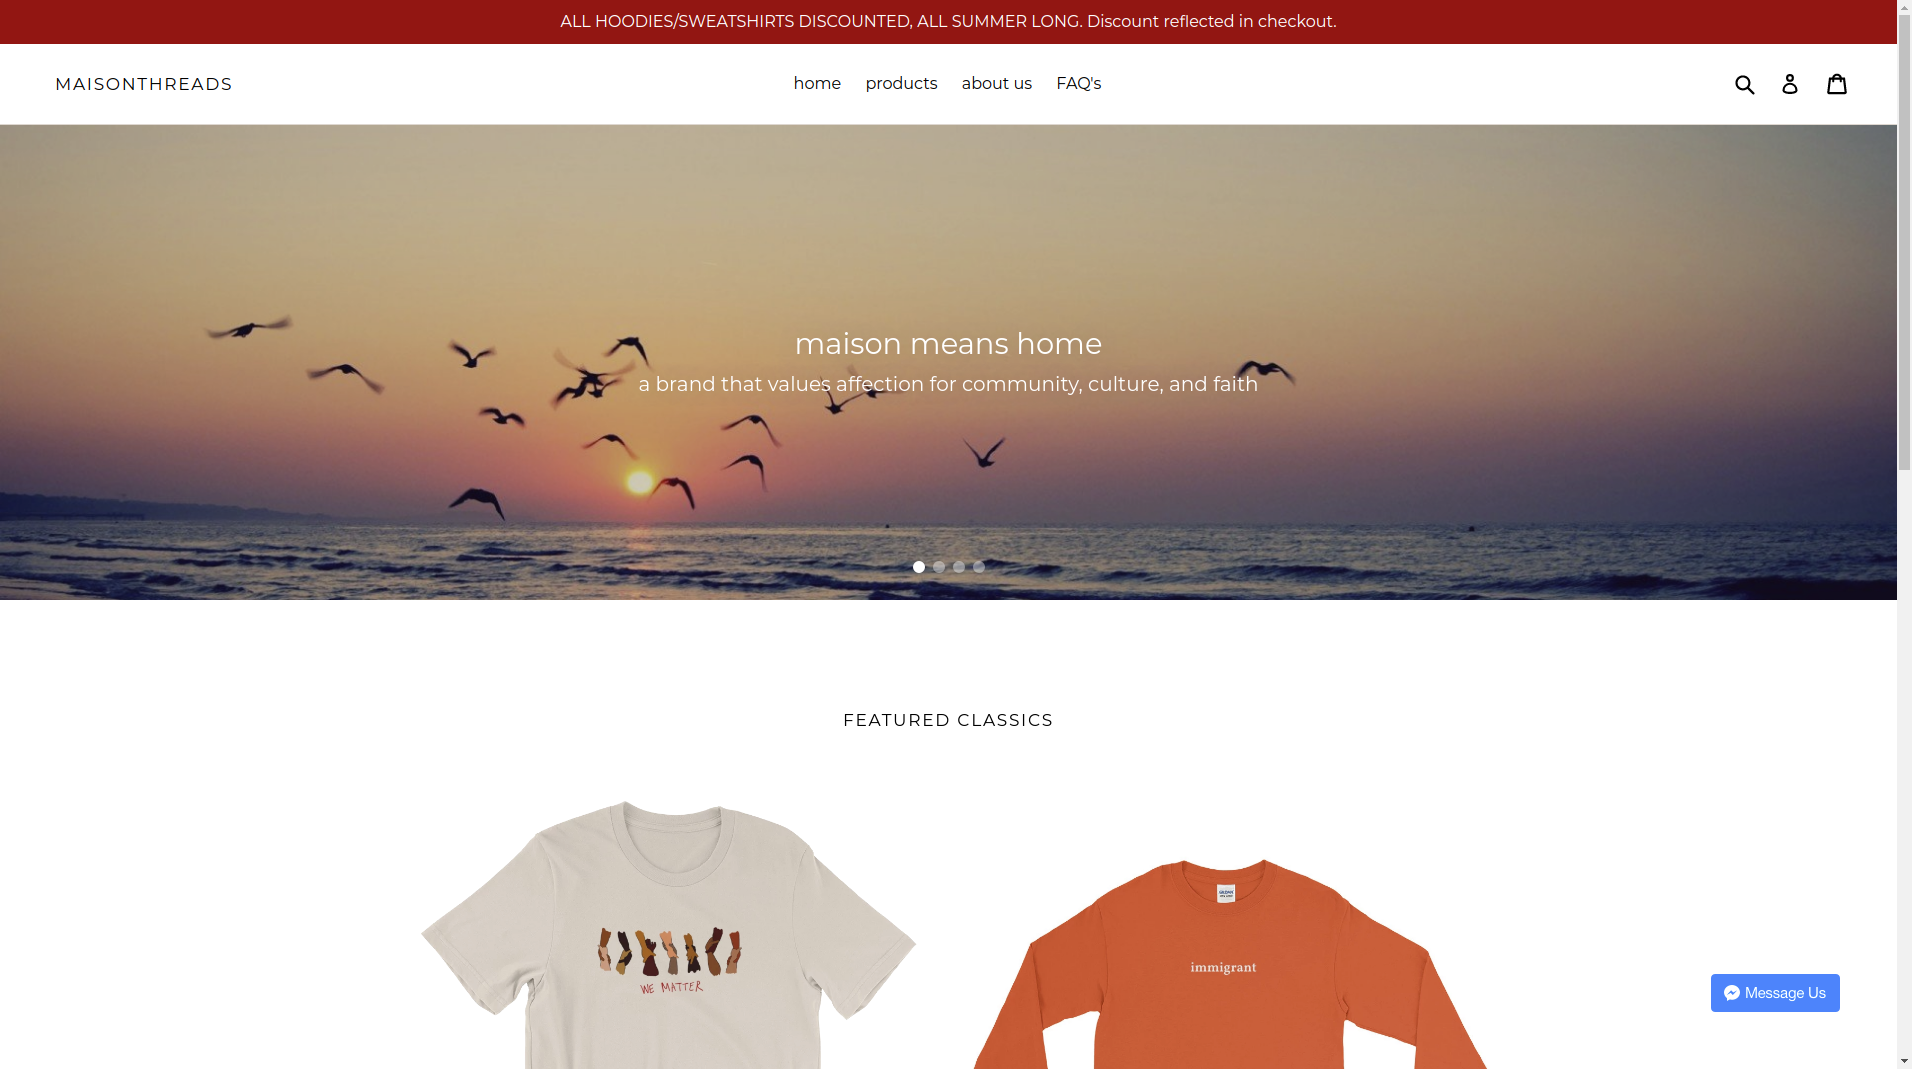 ALL HOODIES/SWEATSHIRTS DISCOUNTED, ALL SUMMER LONG. Discount reflected in checkout.
MAISONTHREADS
home products about us FAQ's
maison means home
a brand that values affection for community, culture, and faith
FEATURED CLASSICS
WE MATTER
immigrant
Message Us